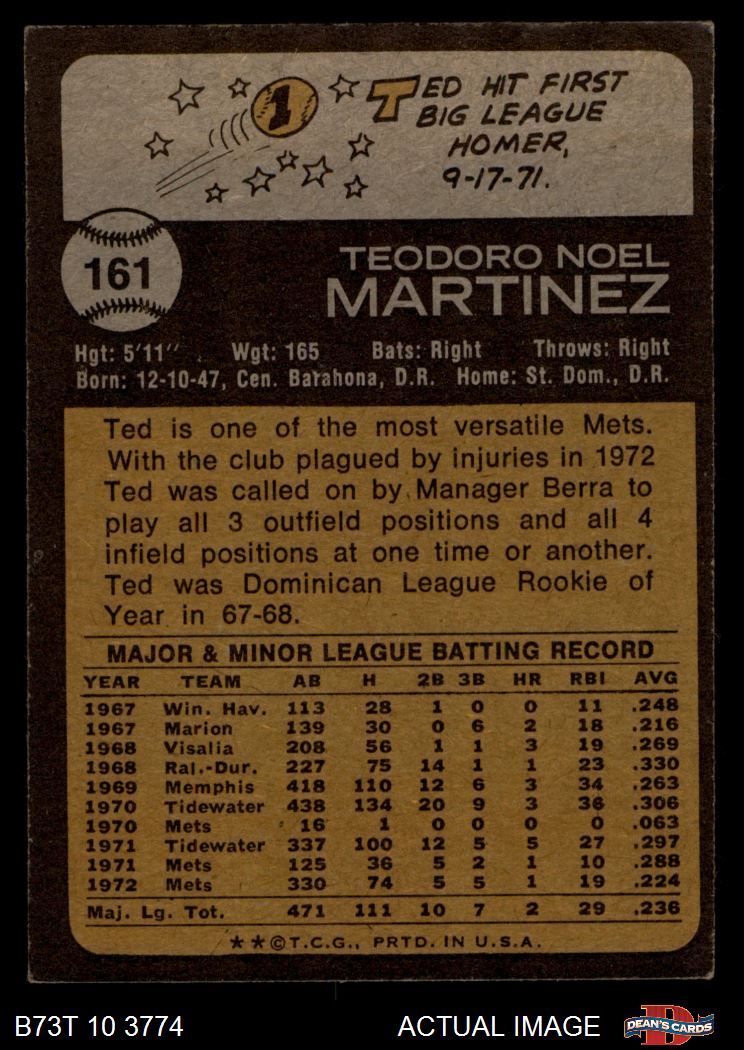 1
TED HIT FIRST
BIG LEAGUE
HOMER,
9-17-71.
161
TEODORO NOEL
MARTINEZ
Hgt: 5'11" Wgt: 165 Bats: Right Throws: Right
Born: 12-10-47, Cen. Barahona, D.R. Home: St. Dom., D.R.
Ted is one of the most versatile Mets.
With the club plagued by injuries in 1972
Ted was called on by Manager Berra to
play all 3 outfield positions and all 4
infield positions at one time or another.
Ted was Dominican League Rookie of
Year in 67-68.
MAJOR & MINOR LEAGUE BATTING RECORD
YEAR TEAM AB H 2B 3B HR RBI AVG
1967 Win. Hav. 113 28 1 0 0 11 .248
1967 Marion 139 30 0 6 2 18 .216
1968 Visalia 208 56 1 1 3 19 .269
1968 Ral.-Dur. 227 75 14 1 1 23 .330
1969 Memphis 418 110 12 6 3 34 .263
1970 Tidewater 438 134 20 9 3 36 .306
1970 Mets 16 1 0 0 0 0 .063
1971 Tidewater 337 100 12 5 5 27 .297
1971 Mets 125 36 5 2 1 10 .288
1972 Mets 330 74 5 5 1 19 .224
Maj. Lg. Tot. 471 111 10 7 2 29 .236
★★©T.C.G., PRTD. IN U.S.A.
B73T 10 3774 ACTUAL IMAGE D DEAN'S CARDS